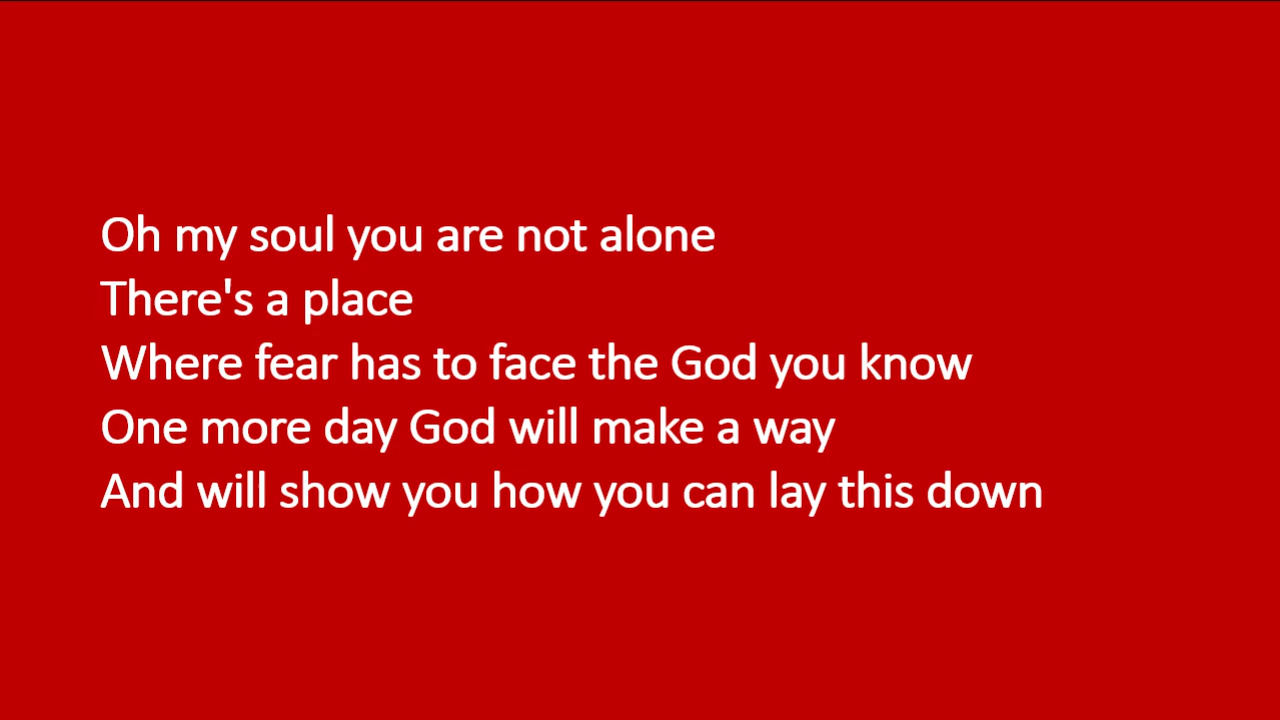 Oh my soul you are not alone
There's a place
Where fear has to face the God you know
One more day God will make a way
And will show you how you can lay this down